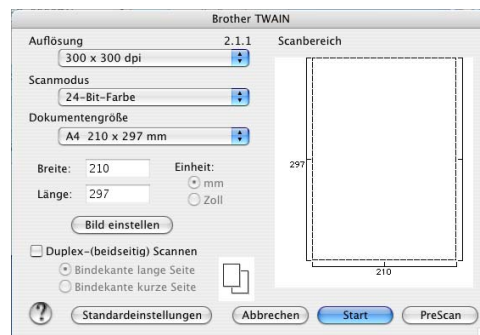 Brother TWAIN
Auflösung 2.1.1
300 x 300 dpi
Scanmodus
24-Bit-Farbe
Dokumentengröße
A4 210 x 297 mm
Breite: 210
Länge: 297
Einheit:
mm
Zoll
Bild einstellen
Duplex-(beidseitig) Scannen
Bindekante lange Seite
Bindekante kurze Seite
Scanbereich
297
210
? Standardeinstellungen Abbrechen Start PreScan